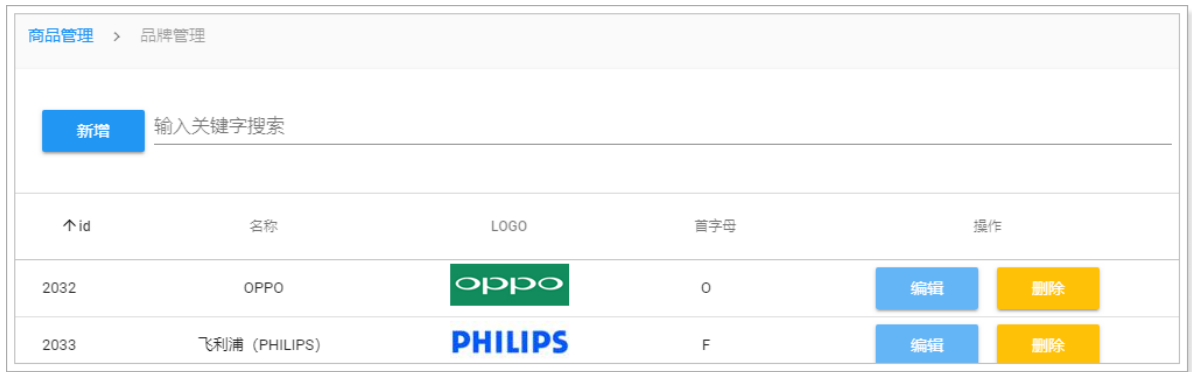 商品管理 > 品牌管理
新增 输入关键字搜索
↑id 名称 LOGO 首字母 操作
2032 OPPO oppo O 编辑 删除
2033 飞利浦（PHILIPS） PHILIPS F 编辑 删除